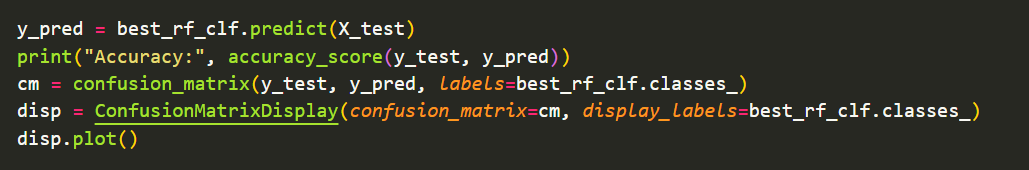 y_pred = best_rf_clf.predict(X_test)
print("Accuracy:", accuracy_score(y_test, y_pred))
cm = confusion_matrix(y_test, y_pred, labels=best_rf_clf.classes_)
disp = ConfusionMatrixDisplay(confusion_matrix=cm, display_labels=best_rf_clf.classes_)
disp.plot()